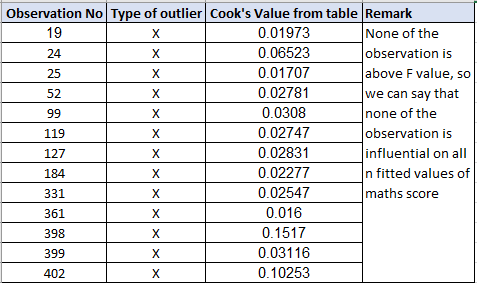 Observation No Type of outlier Cook's Value from table Remark
19 X 0.01973 None of the
24 X 0.06523 observation is
25 X 0.01707 above F value, so
52 X 0.02781 we can say that
99 X 0.0308 none of the
119 X 0.02747 observation is
127 X 0.02831 influential on all
184 X 0.02277 n fitted values of
331 X 0.02547 maths score
361 X 0.016
398 X 0.1517
399 X 0.03116
402 X 0.10253